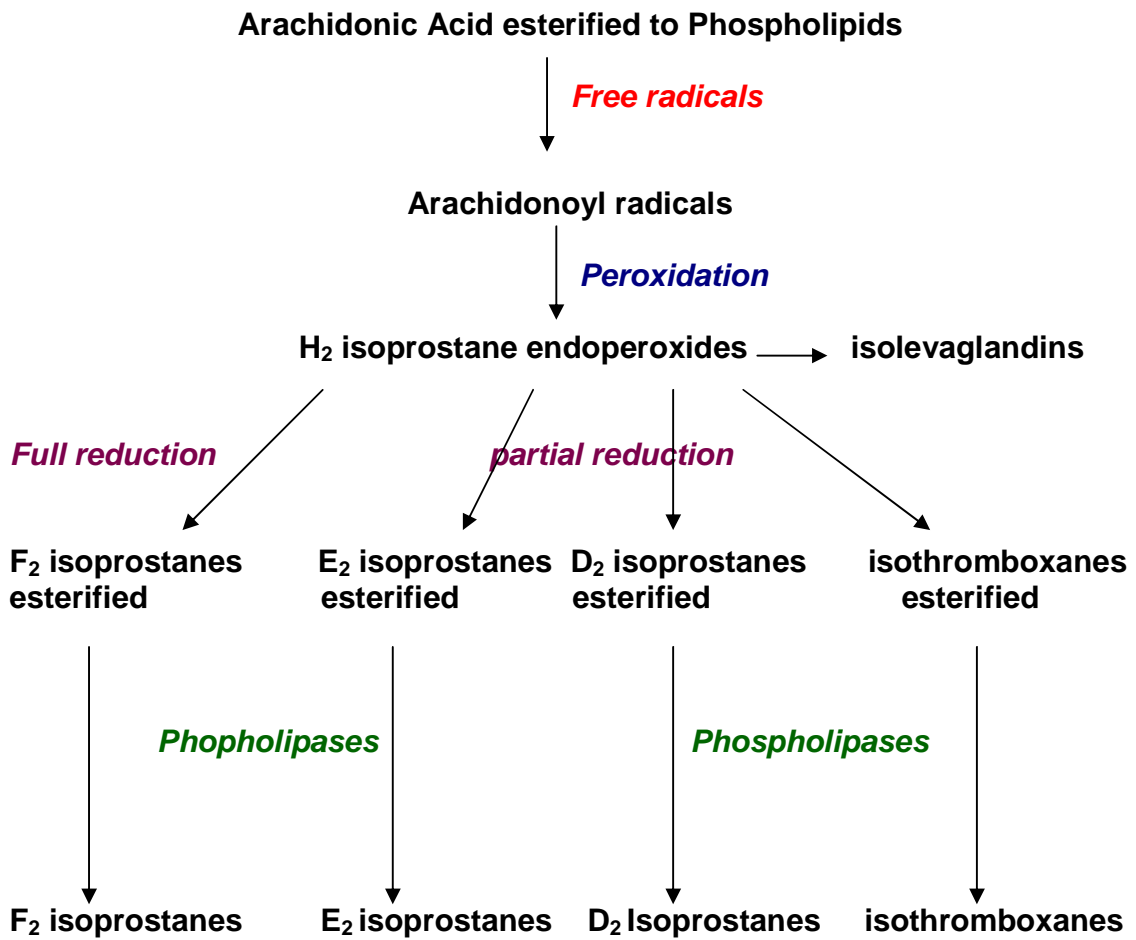 Arachidonic Acid esterified to Phospholipids
Free radicals
Arachidonoyl radicals
Peroxidation
H₂ isoprostane endoperoxides isolevaglandins
Full reduction partial reduction
F₂ isoprostanes E₂ isoprostanes D₂ isoprostanes isothromboxanes
esterified esterified esterified esterified
Phopholipases Phospholipases
F₂ isoprostanes E₂ isoprostanes D₂ Isoprostanes isothromboxanes